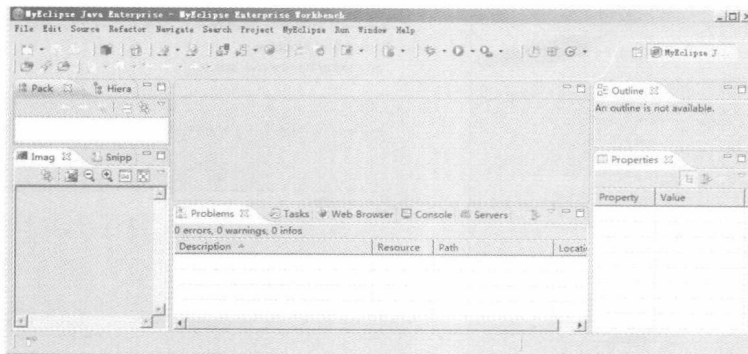 MyEclipse Java Enterprise - MyEclipse Enterprise Workbench
File Edit Source Refactor Navigate Search Project MyEclipse Run Window Help
MyEclipse J...
Pack
Hiera
Outline
An outline is not available.
Imag
Snipp
Properties
Property Value
Problems Tasks Web Browser Console Servers
0 errors, 0 warnings, 0 infos
Description Resource Path Locati